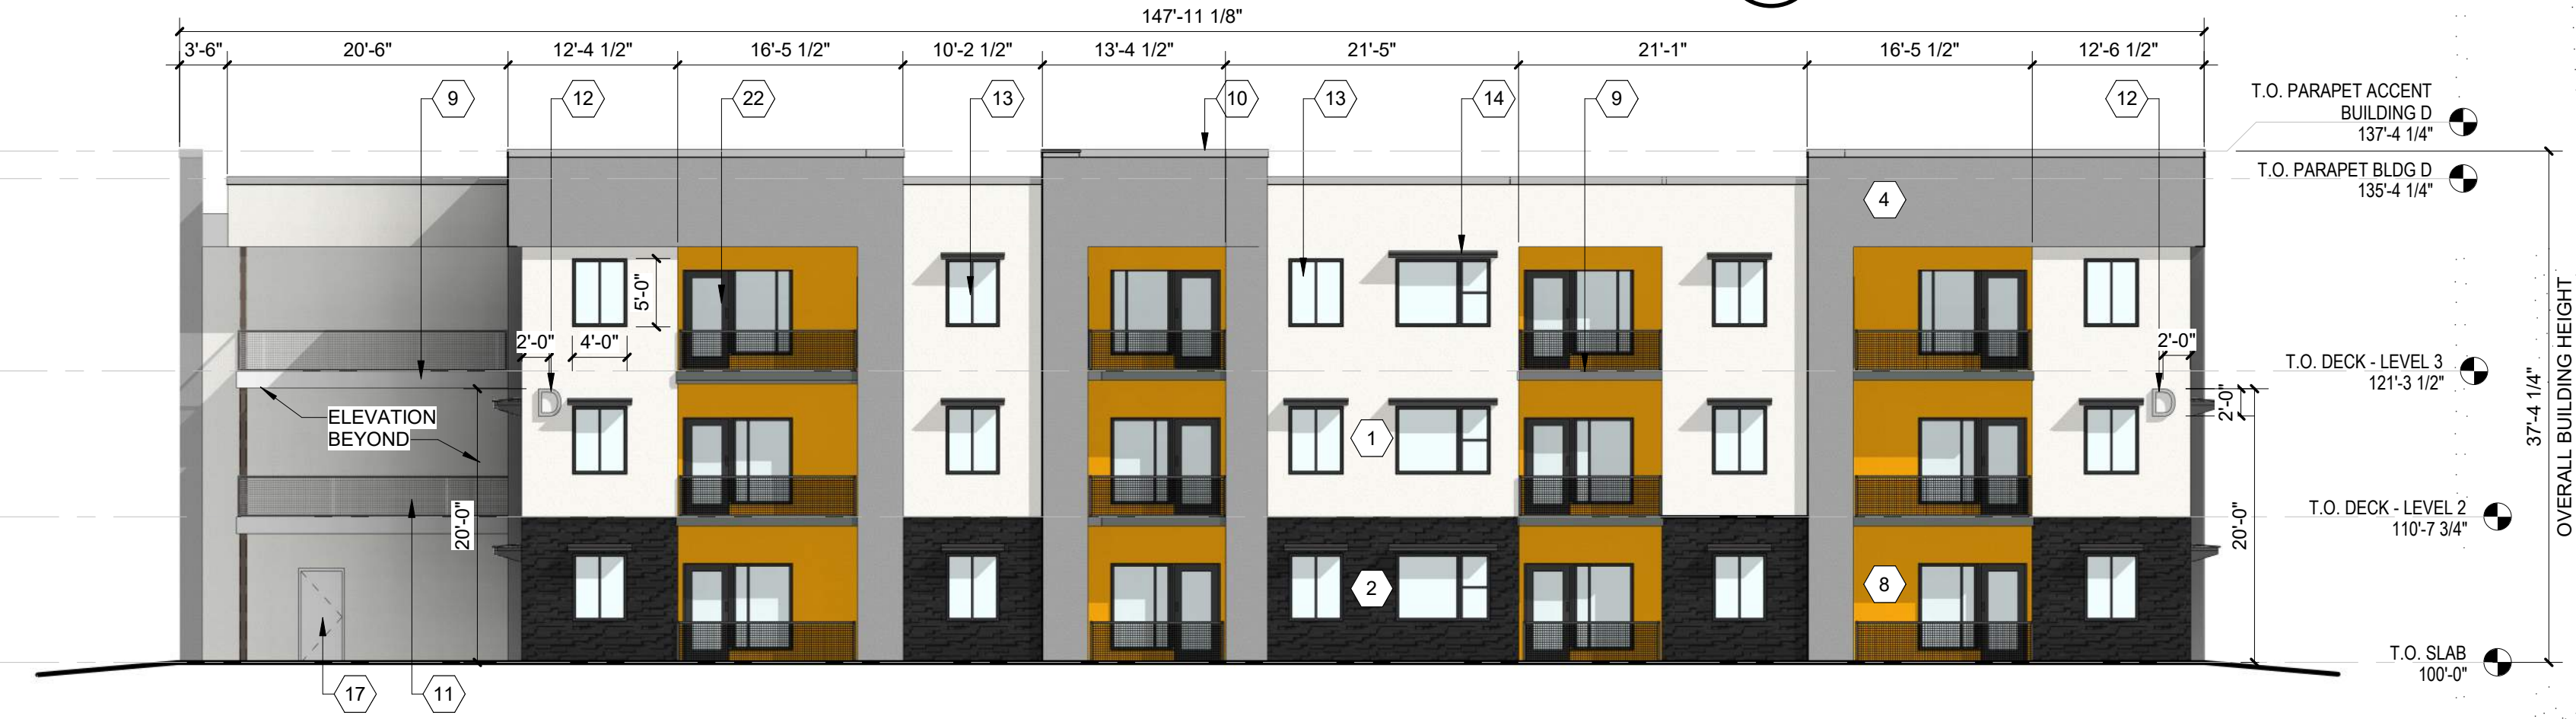 147'-11 1/8"
3'-6" 20'-6" 12'-4 1/2" 16'-5 1/2" 10'-2 1/2" 13'-4 1/2" 21'-5" 21'-1" 16'-5 1/2" 12'-6 1/2"
9 12 22 13 10 13 14 9 12
T.O. PARAPET ACCENT
BUILDING D
137'-4 1/4"
T.O. PARAPET BLDG D
135'-4 1/4"
4
5'-0"
2'-0" 4'-0"
2'-0"
T.O. DECK - LEVEL 3
121'-3 1/2"
D
D
2'-0"
ELEVATION
BEYOND
1
37'-4 1/4"
OVERALL BUILDING HEIGHT
20'-0"
20'-0"
T.O. DECK - LEVEL 2
110'-7 3/4"
2
8
T.O. SLAB
100'-0"
17 11